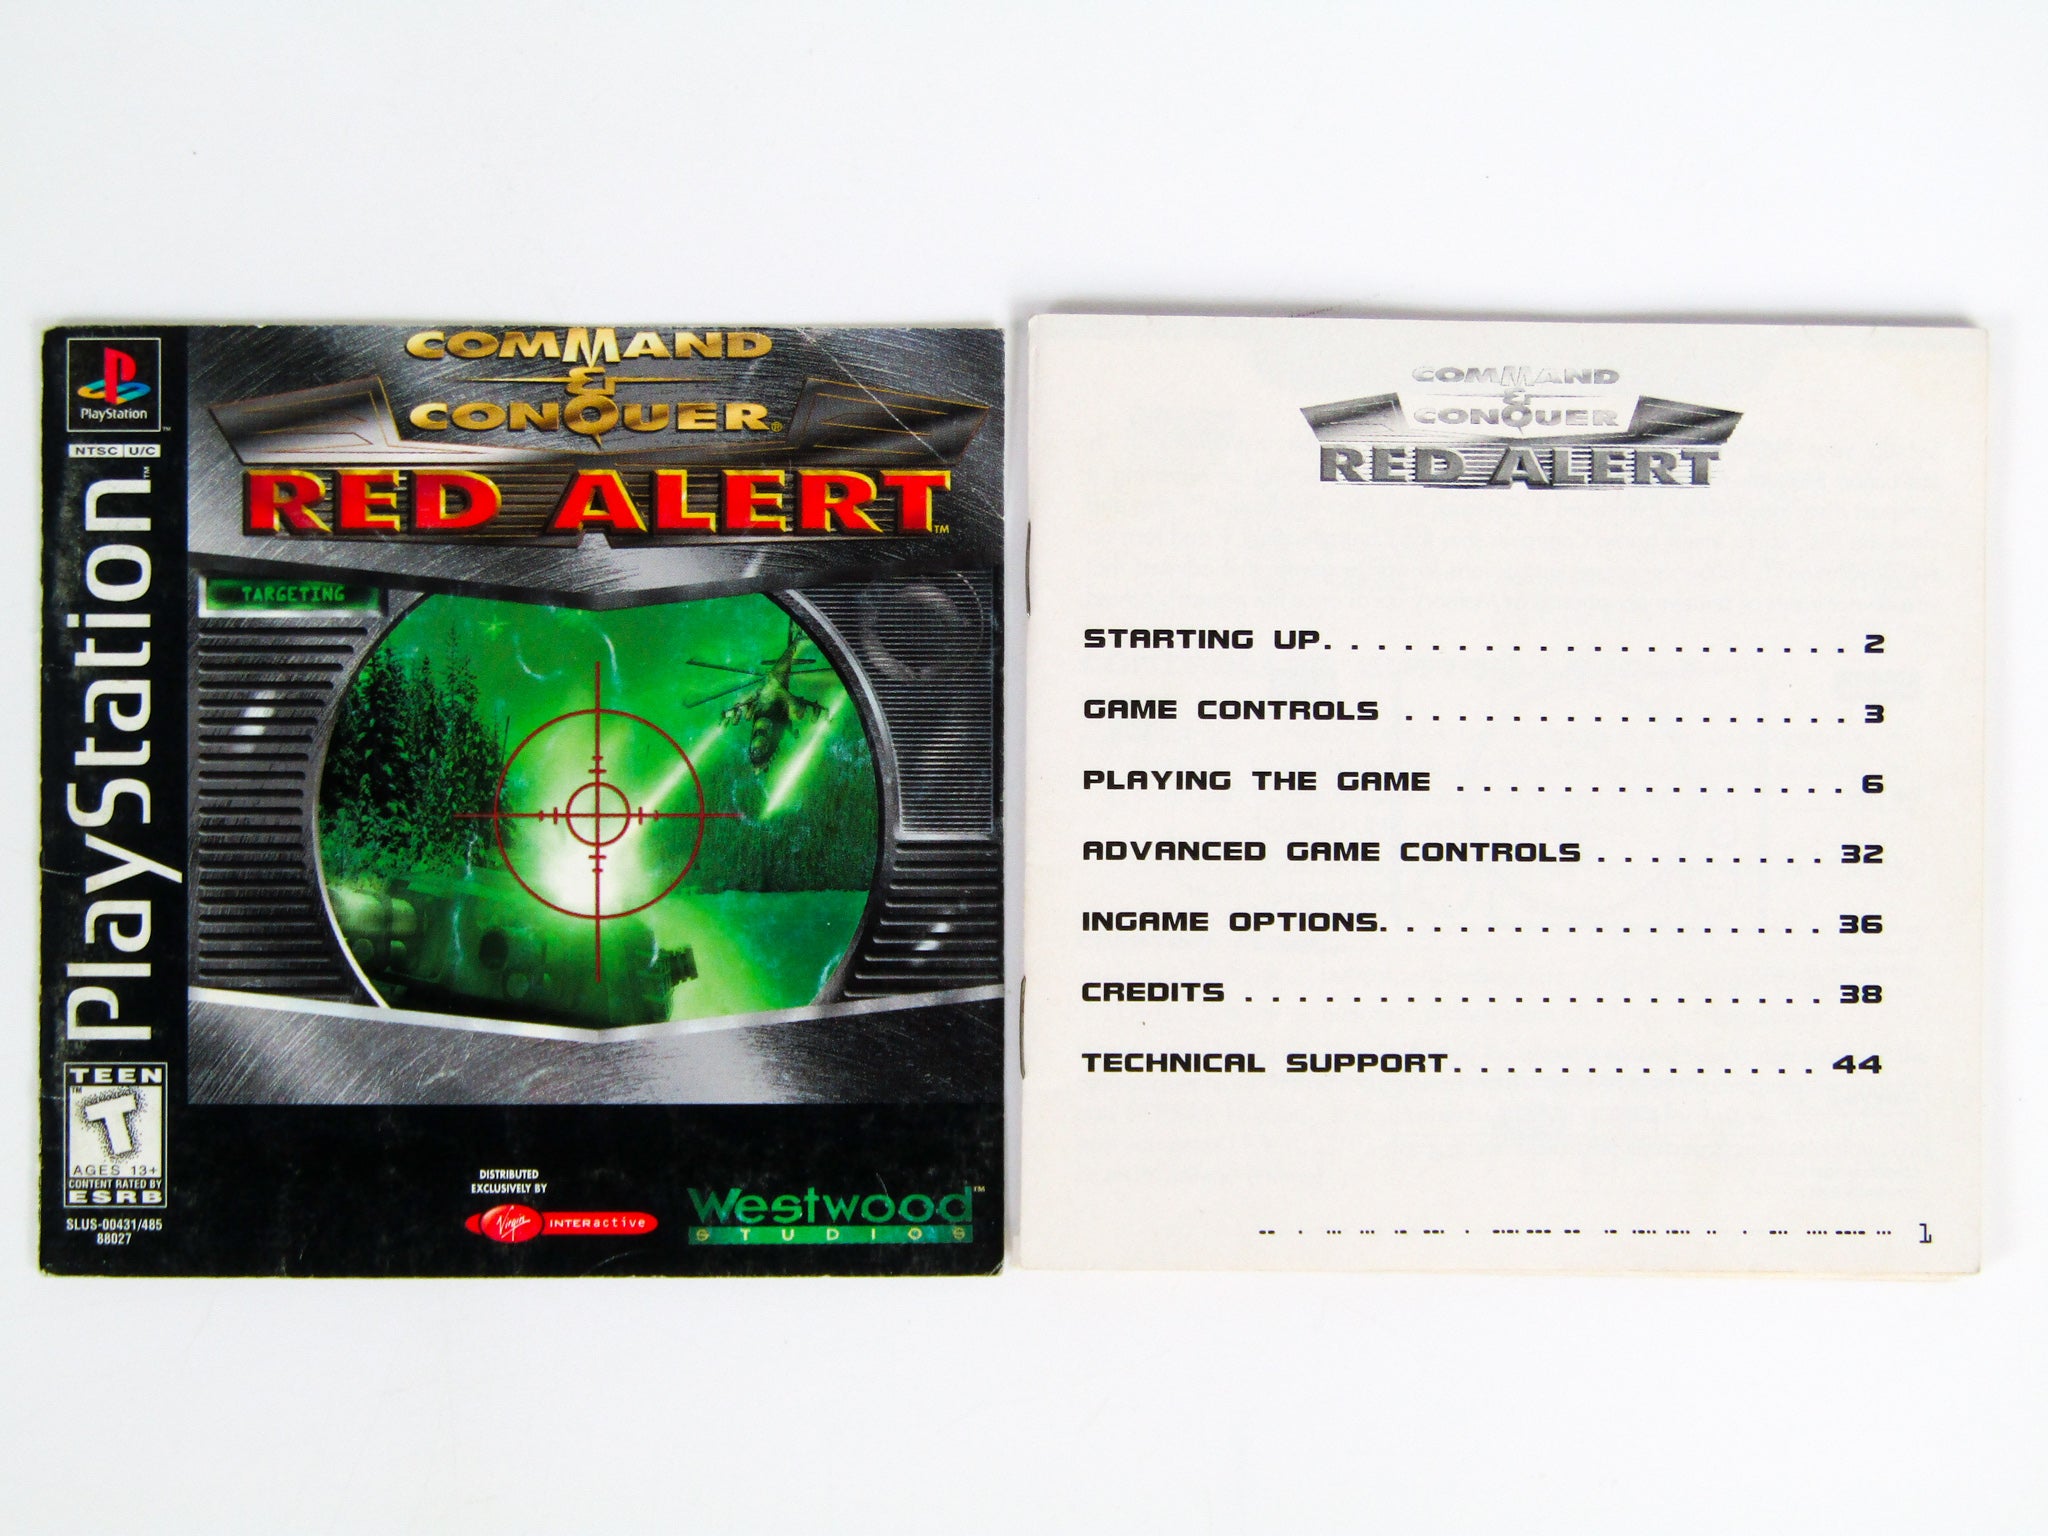 PlayStation
NTSC U/C
PlayStation
TEEN
T
AGES 13+
CONTENT RATED BY
ESRB
SLUS-00431/485
88027
COMMAND
&
CONQUER®
RED ALERT™
TARGETING
DISTRIBUTED
EXCLUSIVELY BY
Virgin INTERactive
Westwood™
STUDIOS
COMMAND
&
CONQUER
RED ALERT
STARTING UP. . . . . . . . . . . . . . . . . . . . 2
GAME CONTROLS . . . . . . . . . . . . . . . . . 3
PLAYING THE GAME . . . . . . . . . . . . . . . 6
ADVANCED GAME CONTROLS . . . . . . . . . 32
INGAME OPTIONS. . . . . . . . . . . . . . . . . 36
CREDITS . . . . . . . . . . . . . . . . . . . . . . 38
TECHNICAL SUPPORT. . . . . . . . . . . . . . 44
1